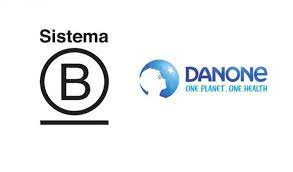 Sistema
B
DANONE
ONE PLANET. ONE HEALTH